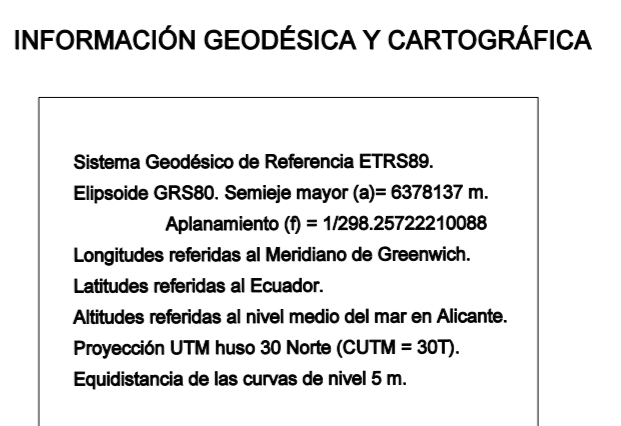 INFORMACIÓN GEODÉSICA Y CARTOGRÁFICA
Sistema Geodésico de Referencia ETRS89.
Elipsoide GRS80. Semieje mayor (a)= 6378137 m.
Aplanamiento (f) = 1/298.25722210088
Longitudes referidas al Meridiano de Greenwich.
Latitudes referidas al Ecuador.
Altitudes referidas al nivel medio del mar en Alicante.
Proyección UTM huso 30 Norte (CUTM = 30T).
Equidistancia de las curvas de nivel 5 m.